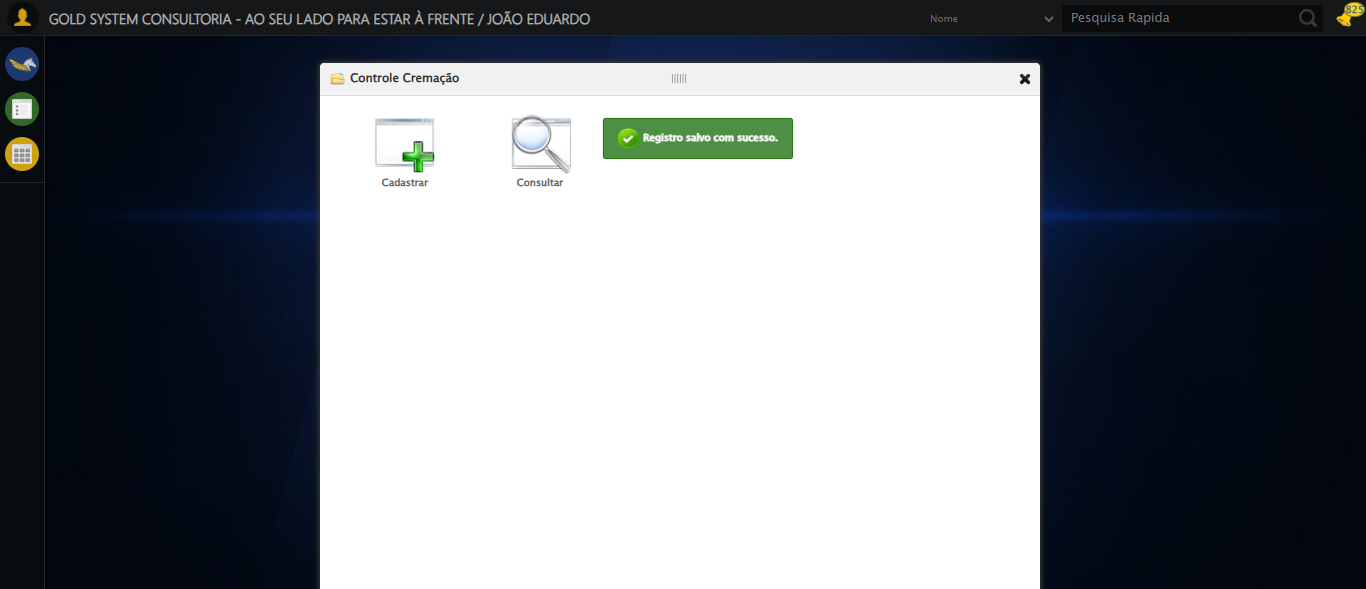 GOLD SYSTEM CONSULTORIA - AO SEU LADO PARA ESTAR À FRENTE / JOÃO EDUARDO
Nome
Pesquisa Rapida
825
Controle Cremação
Registro salvo com sucesso.
Cadastrar
Consultar